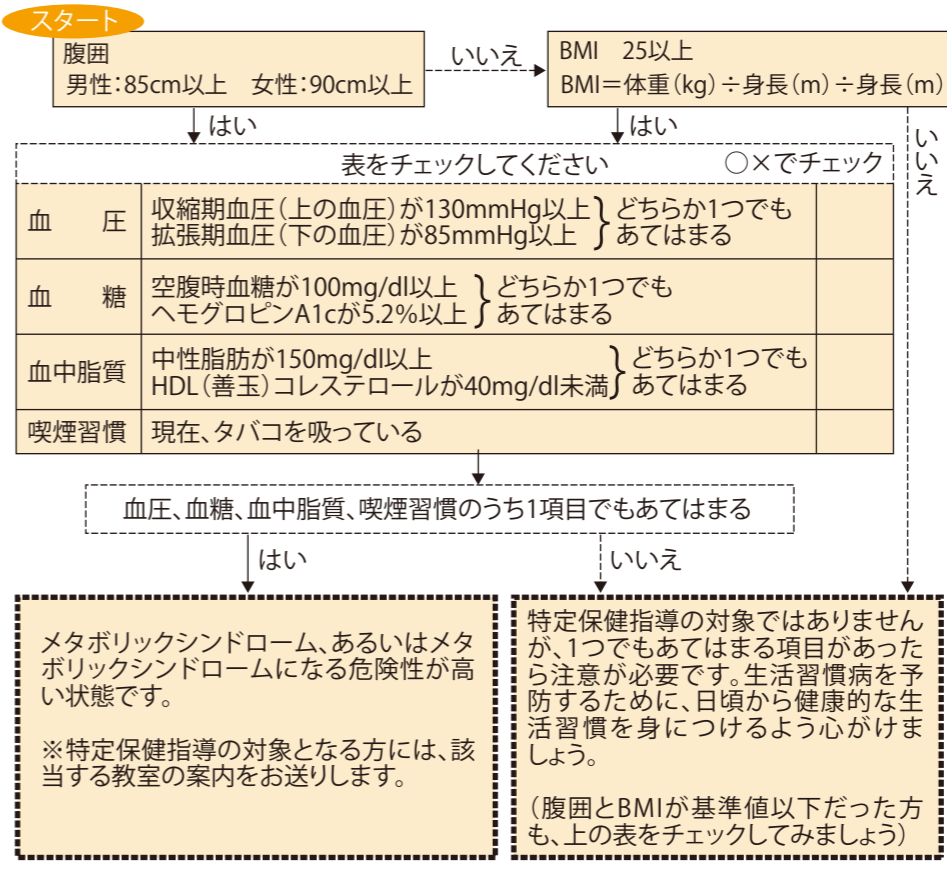 スタート
腹囲
男性：85cm以上　女性：90cm以上
いいえ
BMI　25以上
BMI＝体重（kg）÷身長（m）÷身長（m）
はい
はい
いいえ
表をチェックしてください　○×でチェック
血　圧
収縮期血圧（上の血圧）が130mmHg以上
拡張期血圧（下の血圧）が85mmHg以上
どちらか1つでも
あてはまる
血　糖
空腹時血糖が100mg/dl以上
ヘモグロピンA1cが5.2%以上
どちらか1つでも
あてはまる
血中脂質
中性脂肪が150mg/dl以上
HDL（善玉）コレステロールが40mg/dl未満
どちらか1つでも
あてはまる
喫煙習慣
現在、タバコを吸っている
血圧、血糖、血中脂質、喫煙習慣のうち1項目でもあてはまる
はい
いいえ
メタボリックシンドローム、あるいはメタ
ボリックシンドロームになる危険性が高
い状態です。
※特定保健指導の対象となる方には、該
当する教室の案内をお送りします。
特定保健指導の対象ではありません
が、1つでもあてはまる項目があった
ら注意が必要です。生活習慣病を予
防するために、日頃から健康的な生
活習慣を身につけるよう心がけま
しょう。
（腹囲とBMIが基準値以下だった方
も、上の表をチェックしてみましょう）